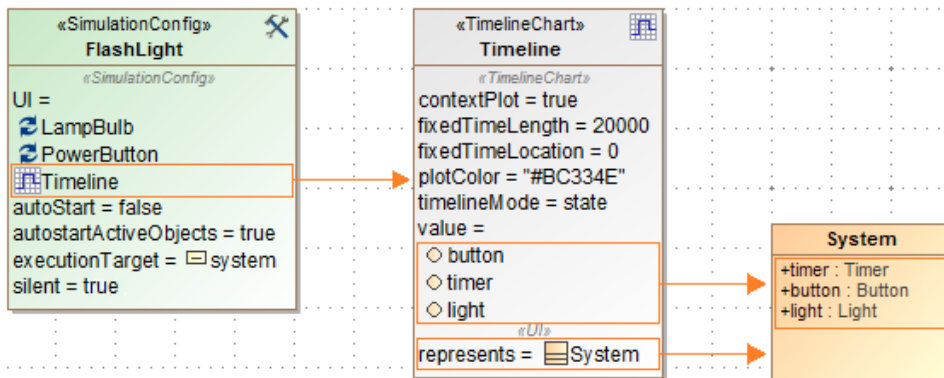 «SimulationConfig»
FlashLight
«SimulationConfig»
UI =
LampBulb
PowerButton
Timeline
autoStart = false
autostartActiveObjects = true
executionTarget = system
silent = true
«TimelineChart»
Timeline
«TimelineChart»
contextPlot = true
fixedTimeLength = 20000
fixedTimeLocation = 0
plotColor = "#BC334E"
timelineMode = state
value =
button
timer
light
«UI»
represents = System
System
+timer : Timer
+button : Button
+light : Light